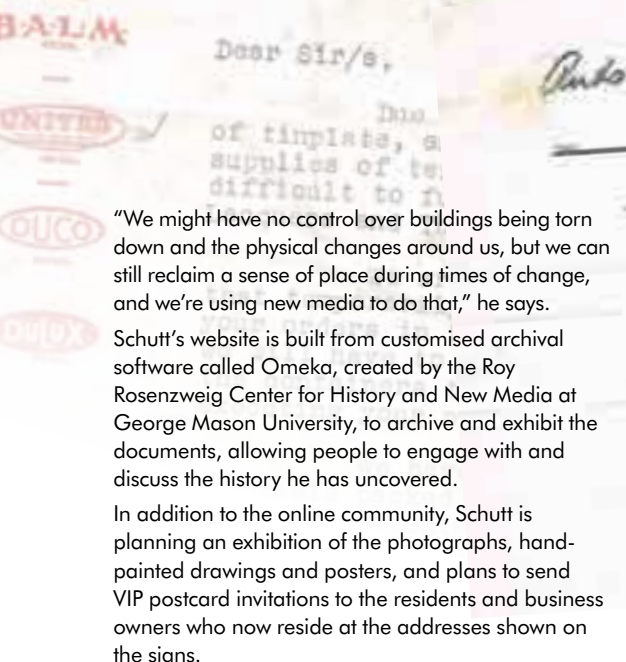 B·A·L·M
Dear Sir/s,
UNITED
of tinplate,
supplies of
difficult to
DUCO
DULUX
"We might have no control over buildings being torn
down and the physical changes around us, but we can
still reclaim a sense of place during times of change,
and we're using new media to do that," he says.
Schutt's website is built from customised archival
software called Omeka, created by the Roy
Rosenzweig Center for History and New Media at
George Mason University, to archive and exhibit the
documents, allowing people to engage with and
discuss the history he has uncovered.
In addition to the online community, Schutt is
planning an exhibition of the photographs, hand-
painted drawings and posters, and plans to send
VIP postcard invitations to the residents and business
owners who now reside at the addresses shown on
the signs.